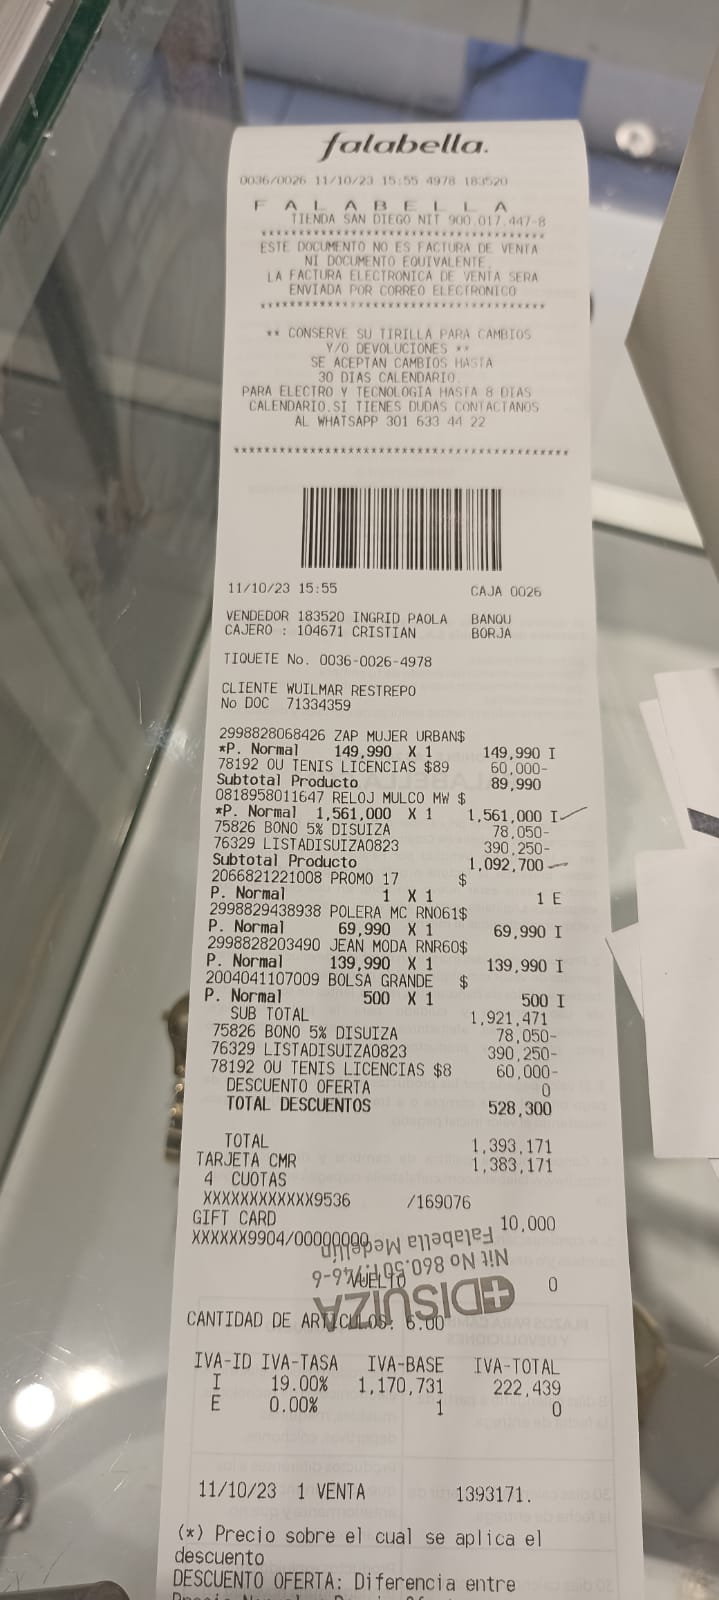 falabella.
0036/0026 11/10/23 15:55 4978 183520
F A L A B E L L A
TIENDA SAN DIEGO NIT 900.017.447-8
*****************************************
ESTE DOCUMENTO NO ES FACTURA DE VENTA
NI DOCUMENTO EQUIVALENTE.
LA FACTURA ELECTRONICA DE VENTA SERA
ENVIADA POR CORREO ELECTRONICO
*****************************************
** CONSERVE SU TIRILLA PARA CAMBIOS
Y/O DEVOLUCIONES **
SE ACEPTAN CAMBIOS HASTA
30 DIAS CALENDARIO.
PARA ELECTRO Y TECNOLOGIA HASTA 8 DIAS
CALENDARIO.SI TIENES DUDAS CONTACTANOS
AL WHATSAPP 301 633 44 22
************************************************
11/10/23 15:55 CAJA 0026
VENDEDOR 183520 INGRID PAOLA BANQU
CAJERO : 104671 CRISTIAN BORJA
TIQUETE No. 0036-0026-4978
CLIENTE WUILMAR RESTREPO
No DOC 71334359
2998828068426 ZAP MUJER URBAN$
*P. Normal 149,990 X 1 149,990 I
78192 OU TENIS LICENCIAS $89 60,000-
Subtotal Producto 89,990
0818958011647 RELOJ MULCO MW $
*P. Normal 1,561,000 X 1 1,561,000 I
75826 BONO 5% DISUIZA 78,050-
76329 LISTADISUIZA0823 390,250-
Subtotal Producto 1,092,700
2066821221008 PROMO 17 $
P. Normal 1 X 1 1 E
2998829438938 POLERA MC RN061$
P. Normal 69,990 X 1 69,990 I
2998828203490 JEAN MODA RNR60$
P. Normal 139,990 X 1 139,990 I
2004041107009 BOLSA GRANDE $
P. Normal 500 X 1 500 I
SUB TOTAL 1,921,471
75826 BONO 5% DISUIZA 78,050-
76329 LISTADISUIZA0823 390,250-
78192 OU TENIS LICENCIAS $8 60,000-
DESCUENTO OFERTA 0
TOTAL DESCUENTOS 528,300
TOTAL 1,393,171
TARJETA CMR 1,383,171
4 CUOTAS
XXXXXXXXXXXX9536 /169076
GIFT CARD 10,000
XXXXXX9904/00000000
Falabella Medellín
VUELTO 0
DISUIZA
CANTIDAD DE ARTICULOS: 6.00
IVA-ID IVA-TASA IVA-BASE IVA-TOTAL
I 19.00% 1,170,731 222,439
E 0.00% 1 0
11/10/23 1 VENTA 1393171.
(*) Precio sobre el cual se aplica el
descuento
DESCUENTO OFERTA: Diferencia entre